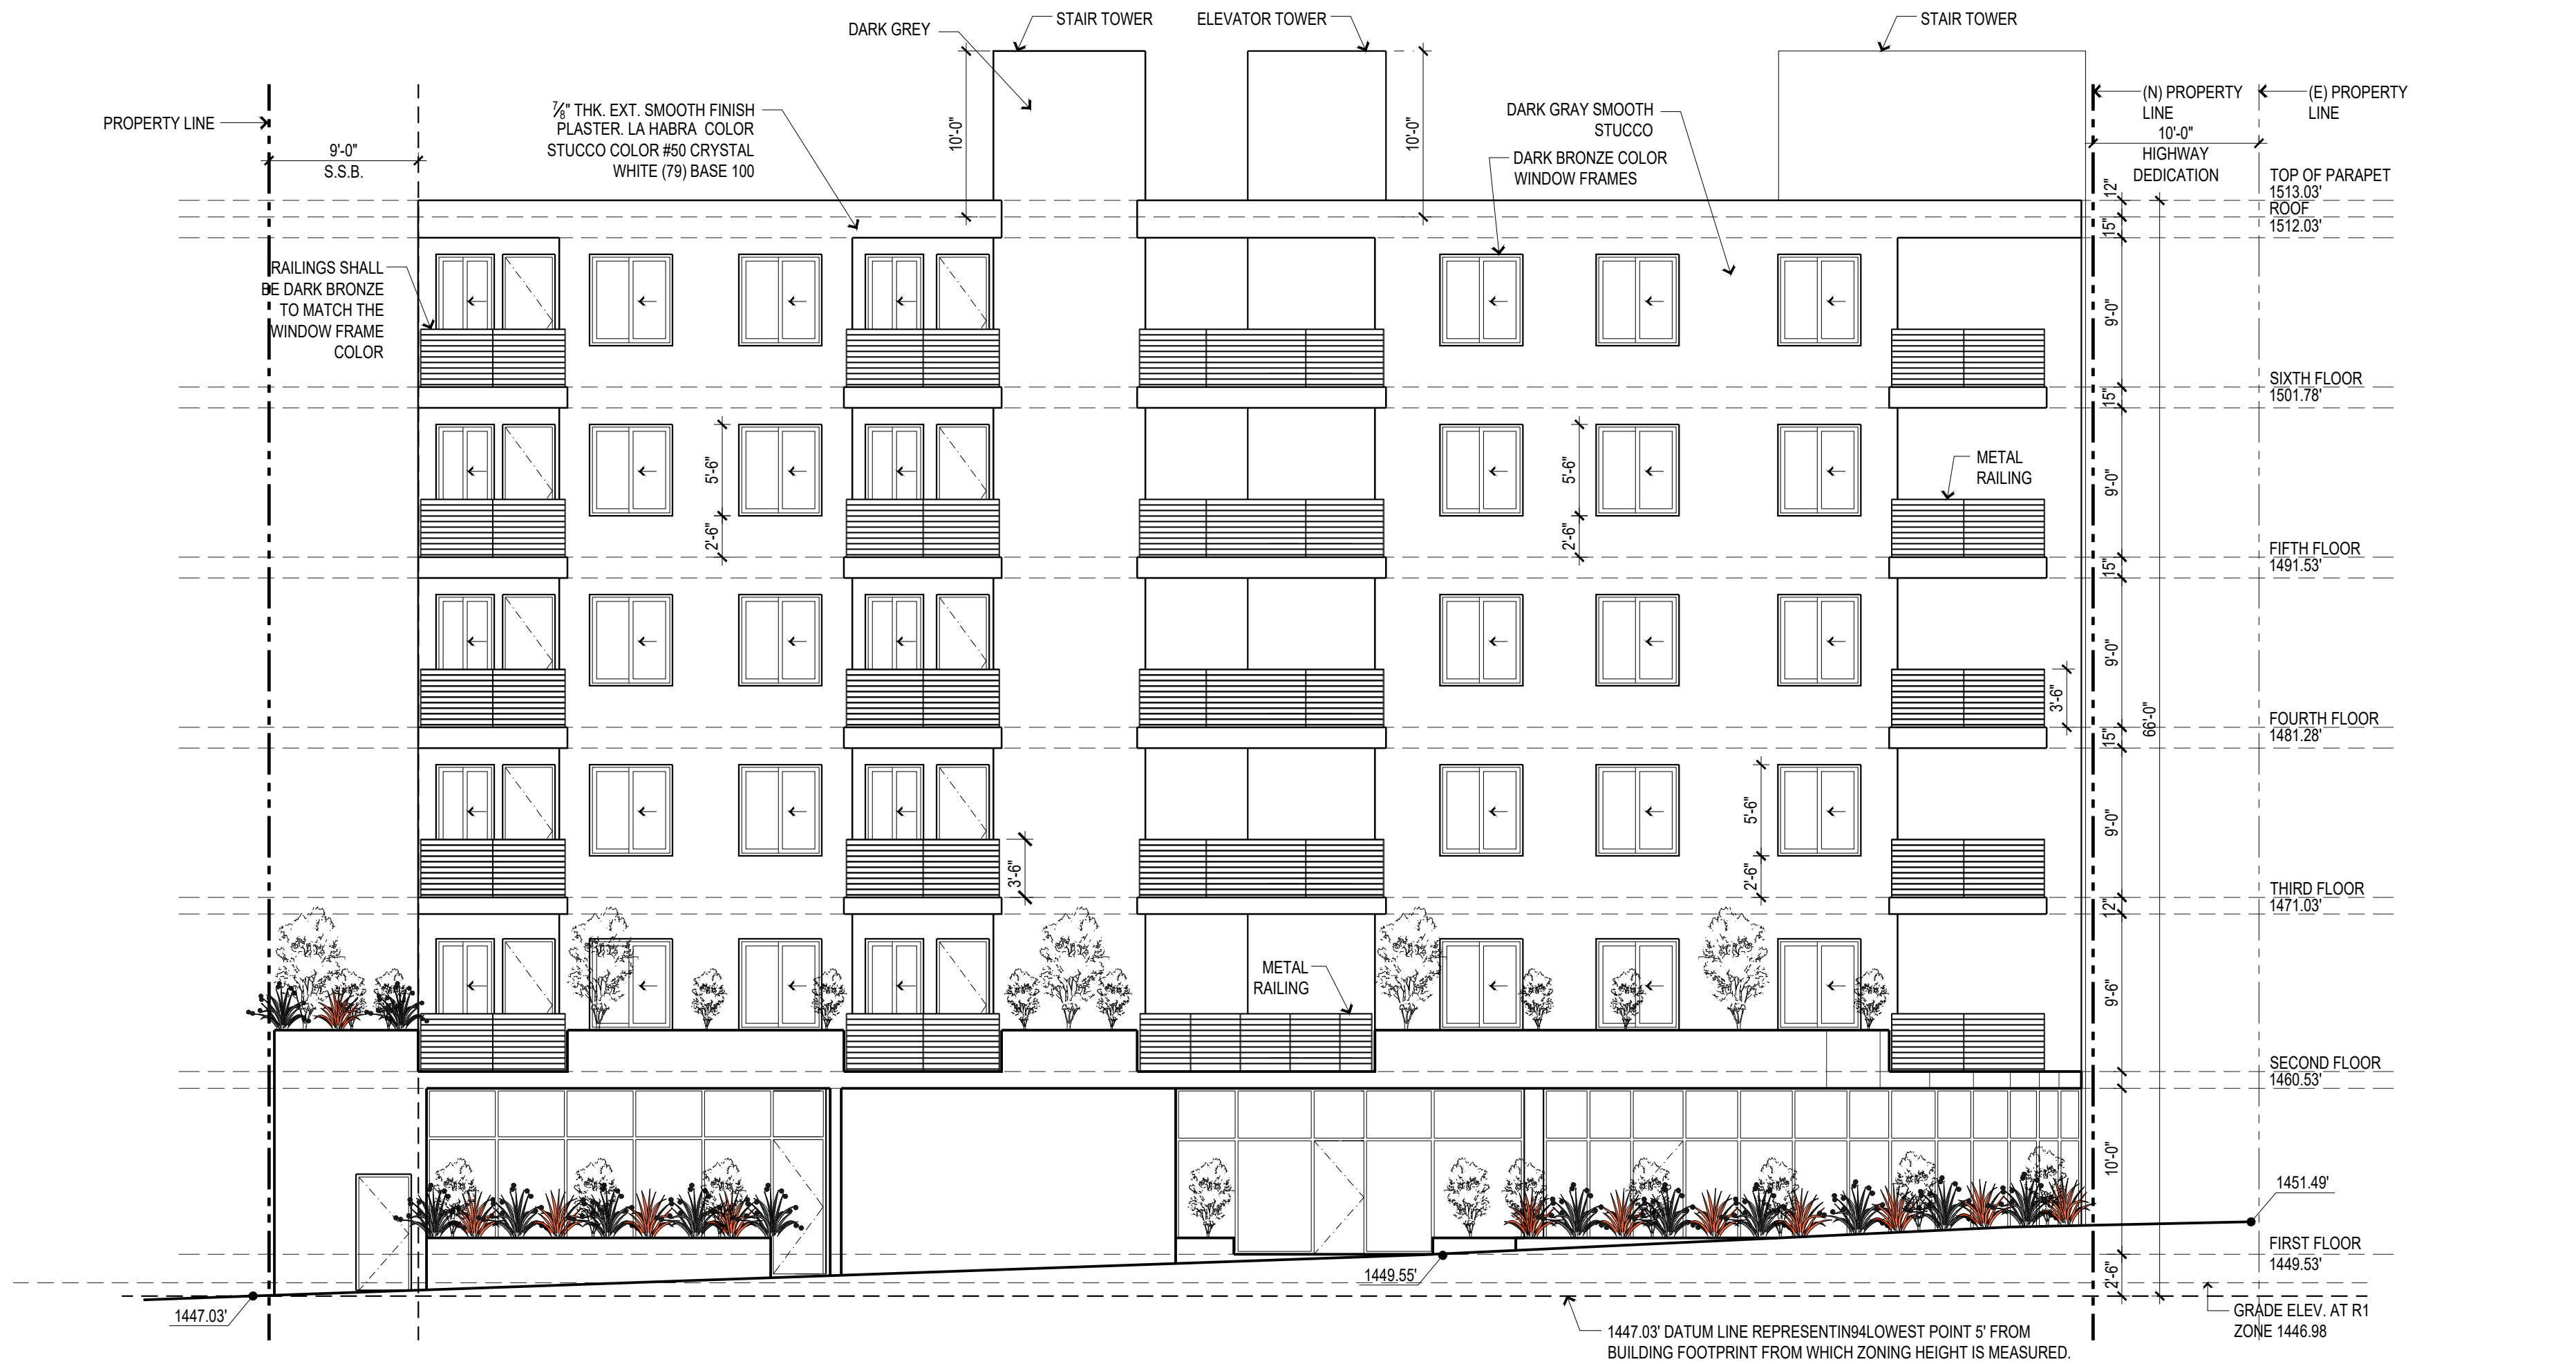 STAIR TOWER
ELEVATOR TOWER
STAIR TOWER
DARK GREY
PROPERTY LINE
9'-0"
S.S.B.
⅞" THK. EXT. SMOOTH FINISH
PLASTER. LA HABRA COLOR
STUCCO COLOR #50 CRYSTAL
WHITE (79) BASE 100
10'-0"
10'-0"
DARK GRAY SMOOTH
STUCCO
DARK BRONZE COLOR
WINDOW FRAMES
(N) PROPERTY
LINE
(E) PROPERTY
LINE
10'-0"
HIGHWAY
DEDICATION
TOP OF PARAPET
1513.03'
12"
ROOF
1512.03'
15"
RAILINGS SHALL
BE DARK BRONZE
TO MATCH THE
WINDOW FRAME
COLOR
9'-0"
SIXTH FLOOR
1501.78'
15"
5'-6"
2'-6"
5'-6"
2'-6"
METAL
RAILING
9'-0"
FIFTH FLOOR
1491.53'
15"
9'-0"
3'-6"
66'-0"
FOURTH FLOOR
1481.28'
15"
3'-6"
5'-6"
2'-6"
9'-0"
THIRD FLOOR
1471.03'
12"
METAL
RAILING
9'-6"
SECOND FLOOR
1460.53'
10'-0"
1451.49'
FIRST FLOOR
1449.53'
2'-6"
1449.55'
1447.03'
GRADE ELEV. AT R1
ZONE 1446.98
1447.03' DATUM LINE REPRESENTIN94LOWEST POINT 5' FROM
BUILDING FOOTPRINT FROM WHICH ZONING HEIGHT IS MEASURED.